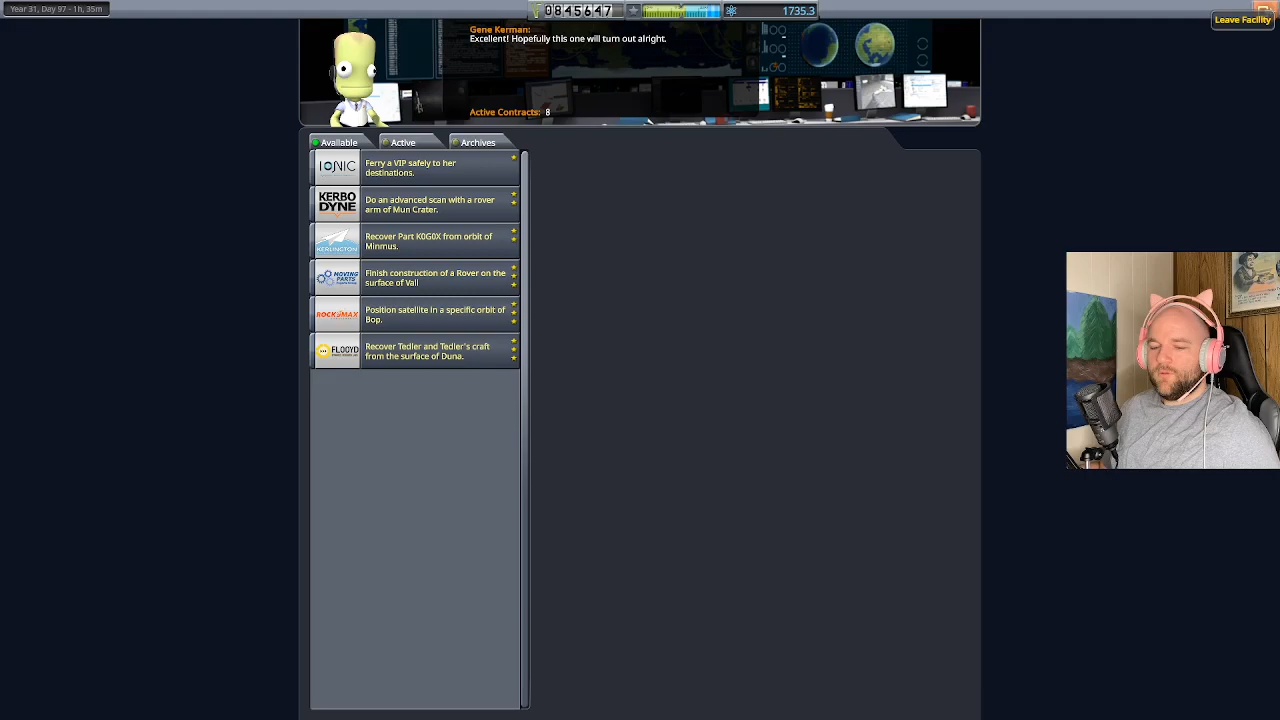 Year 31, Day 97 - 1h, 35m
0845647
1735.3
Leave Facility
Gene Kerman:
Excellent! Hopefully this one will turn out alright.
Active Contracts: 8
Available
Active
Archives
IONIC
Ferry a VIP safely to her
destinations.
KERBO
DYNE
Do an advanced scan with a rover
arm of Mun Crater.
KERLINGTON
Recover Part K0G0X from orbit of
Minmus.
MOVING
PARTS
Finish construction of a Rover on the
surface of Vall
ROCKOMAX
Position satellite in a specific orbit of
Bop.
FLOOYD
Recover Tedler and Tedler's craft
from the surface of Duna.